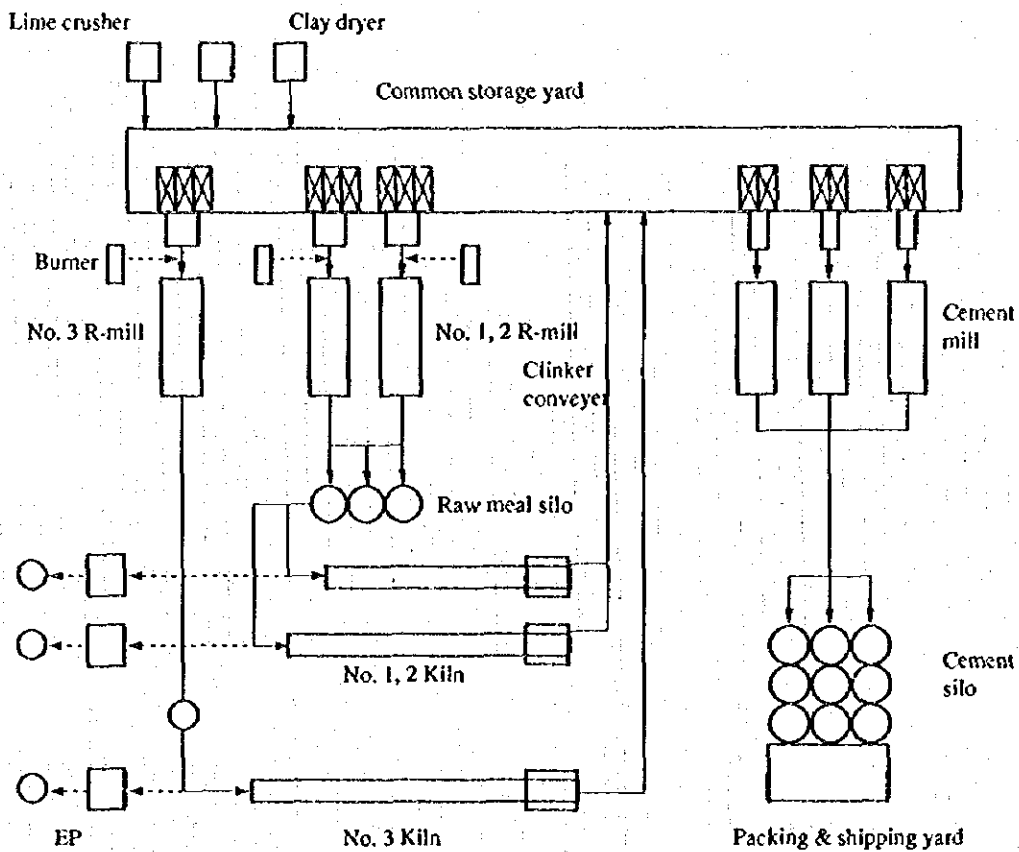 Lime crusher
Clay dryer
Common storage yard
Burner
No. 3 R-mill
No. 1, 2 R-mill
Clinker
conveyer
Cement
mill
Raw meal silo
No. 1, 2 Kiln
Cement
silo
EP
No. 3 Kiln
Packing & shipping yard